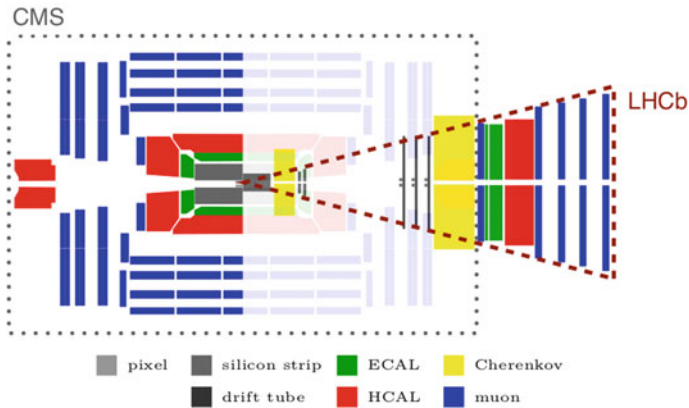 CMS
LHCb
pixel silicon strip ECAL Cherenkov
drift tube HCAL muon